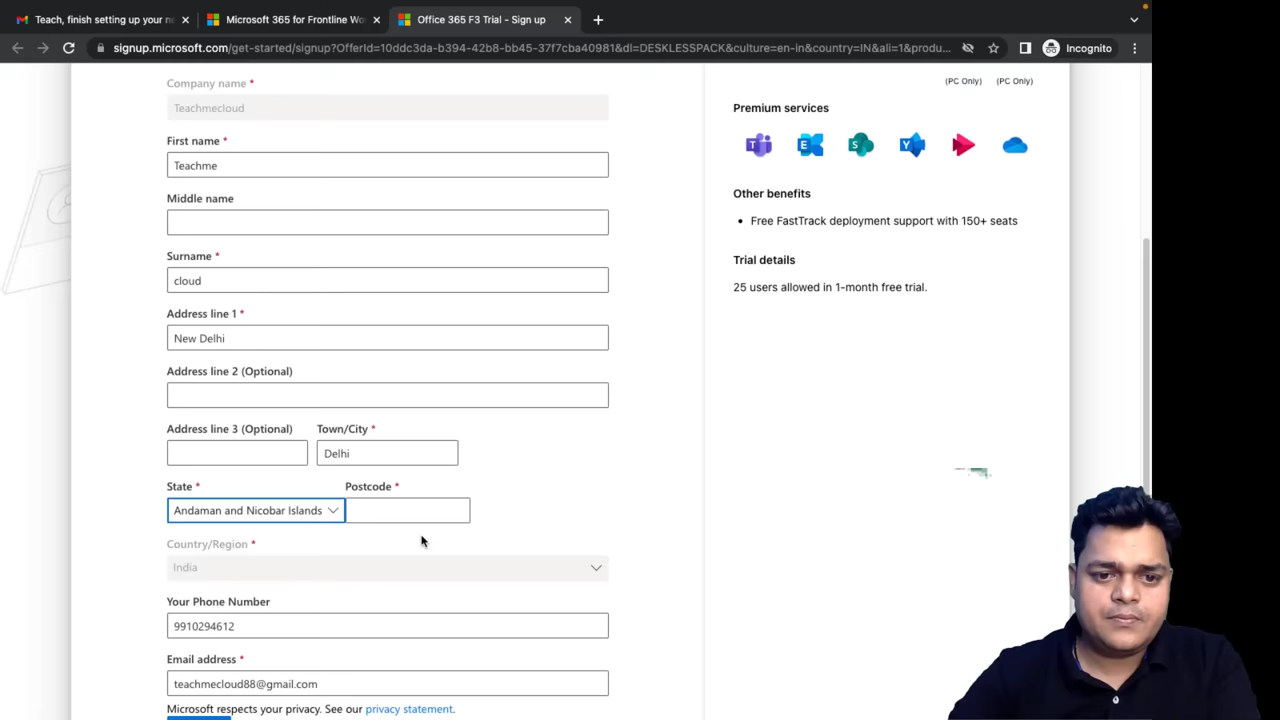 Teach, finish setting up your ne
Microsoft 365 for Frontline Wo
Office 365 F3 Trial - Sign up
signup.microsoft.com/get-started/signup?OfferId=10ddc3da-b394-42b8-bb45-37f7cba40981&dl=DESKLESSPACK&culture=en-in&country=IN&ali=1&produ...
Incognito
Company name *
Teachmecloud
First name *
Teachme
Middle name
Surname *
cloud
Address line 1 *
New Delhi
Address line 2 (Optional)
Address line 3 (Optional) Town/City *
Delhi
State * Postcode *
Andaman and Nicobar Islands
Country/Region *
India
Your Phone Number
9910294612
Email address *
teachmecloud88@gmail.com
Microsoft respects your privacy. See our privacy statement.
(PC Only) (PC Only)
Premium services
Other benefits
• Free FastTrack deployment support with 150+ seats
Trial details
25 users allowed in 1-month free trial.